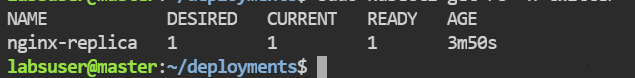 NAME DESIRED CURRENT READY AGE
nginx-replica 1 1 1 3m50s
labsuser@master:~/deployments$